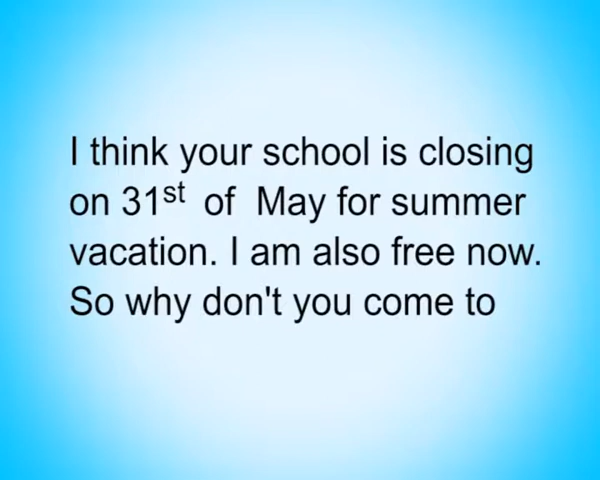 I think your school is closing
on 31st of May for summer
vacation. I am also free now.
So why don't you come to